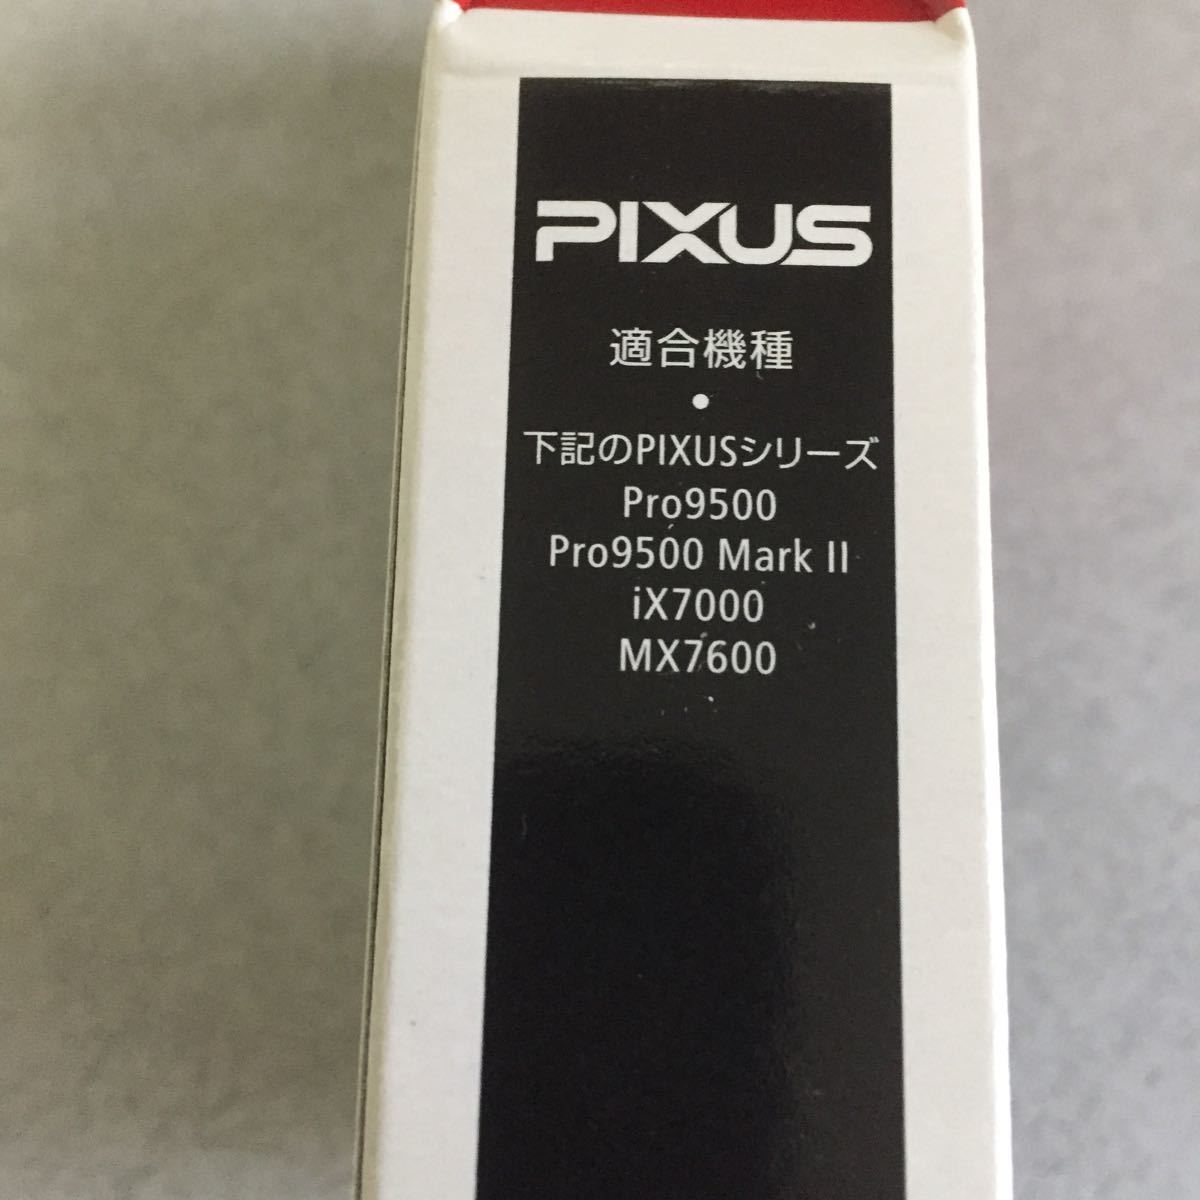 PIXUS
適合機種
●
下記のPIXUSシリーズ
Pro9500
Pro9500 Mark II
iX7000
MX7600